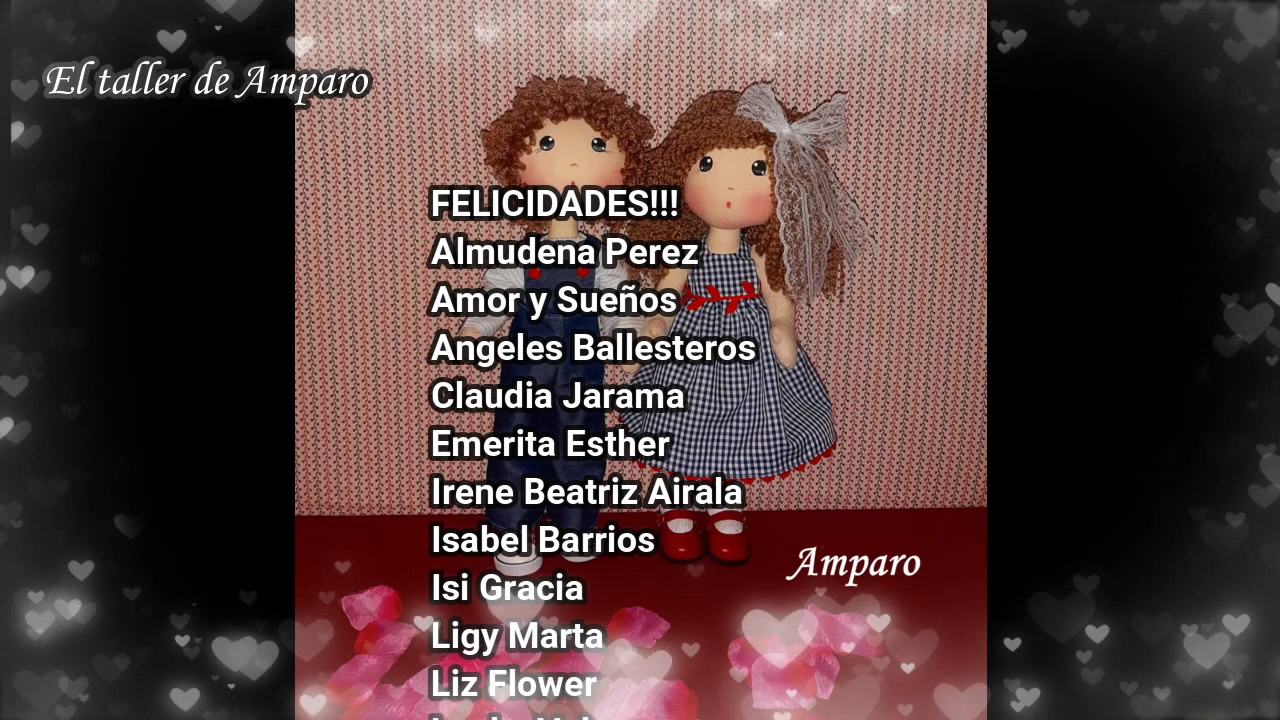 El taller de Amparo
FELICIDADES!!!
Almudena Perez
Amor y Sueños
Angeles Ballesteros
Claudia Jarama
Emerita Esther
Irene Beatriz Airala
Isabel Barrios
Isi Gracia
Ligy Marta
Liz Flower
Amparo